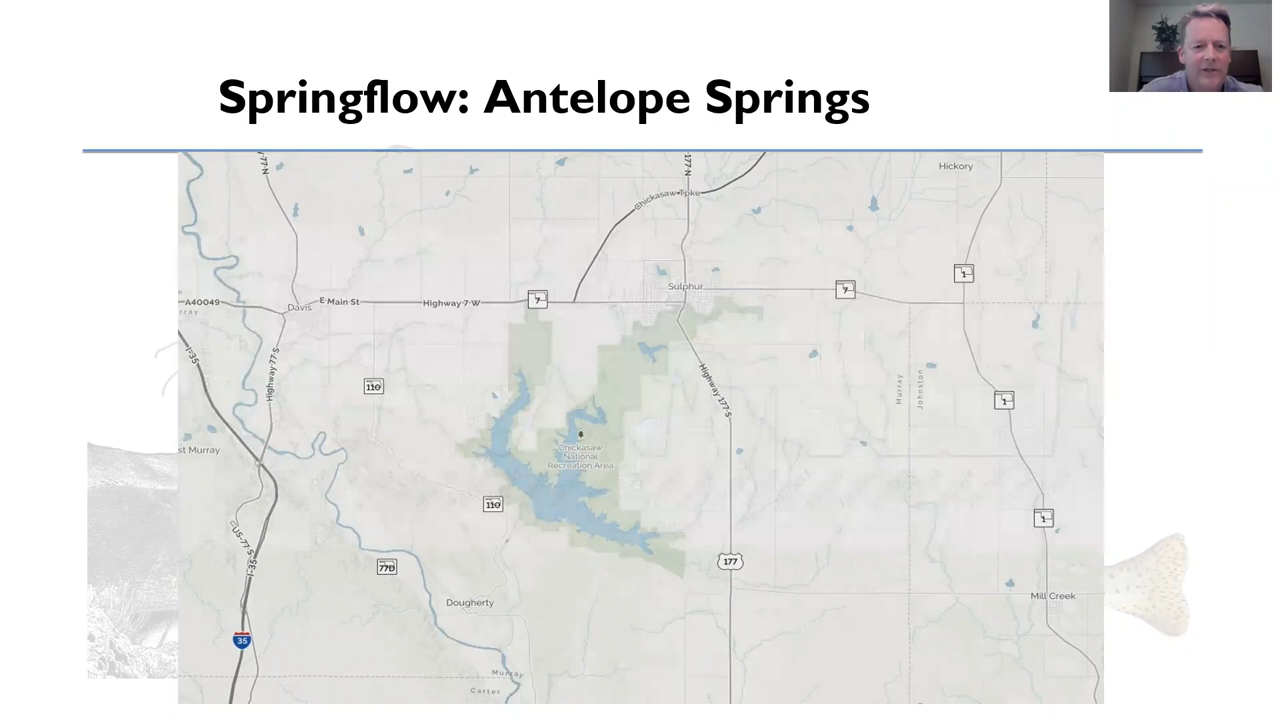 Springflow: Antelope Springs
77-N
177-N
Hickory
Chickasaw Tpke
1
Sulphur
7
7
A40049
E Main St
Highway 7 W
Davis
I-35
Highway-77-S
110
Highway-177-S
Murray
Johnston
1
st Murray
Chickasaw
National
Recreation Area
110
1
US-77-S
I-35
77D
177
Dougherty
Mill Creek
35
Murray
Carter